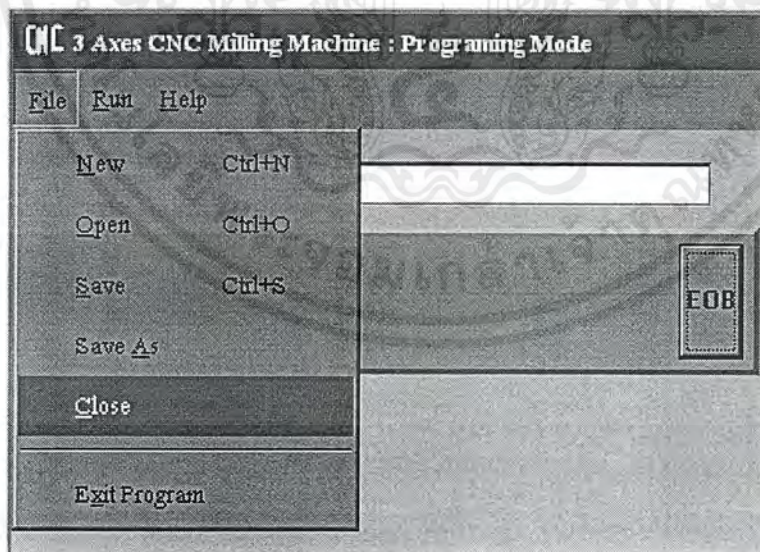 CNC 3 Axes CNC Milling Machine : Programing Mode
File Run Help
New Ctrl+N
Open Ctrl+O
Save Ctrl+S
EOB
Save As
Close
Exit Program